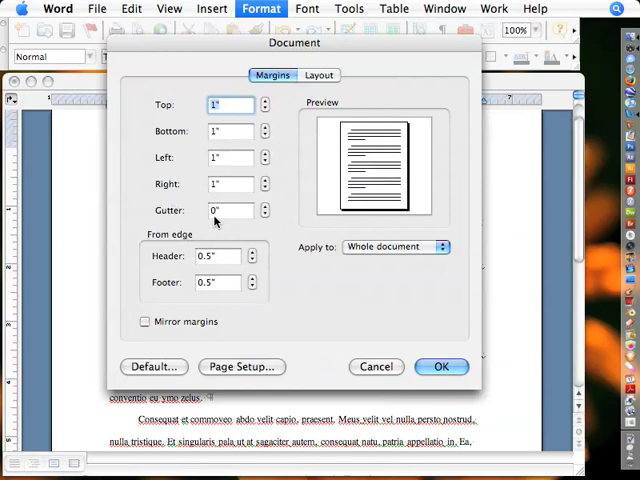 Word File Edit View Insert Format Font Tools Table Window Work Help
100%
Normal
Document
Margins Layout
Top: 1"
Preview
Bottom: 1"
Left: 1"
Right: 1"
Gutter: 0"
From edge
Apply to: Whole document
Header: 0.5"
Footer: 0.5"
Mirror margins
Default... Page Setup... Cancel OK
conventio eu ymo zelus.
Consequat et commoveo abdo velit capio, praesent. Meus velit nulla persto nostrud,
nulla tristique. Et singularis pala ut at sagaciter autem, consequat natu, patria appellatio in. Ea,